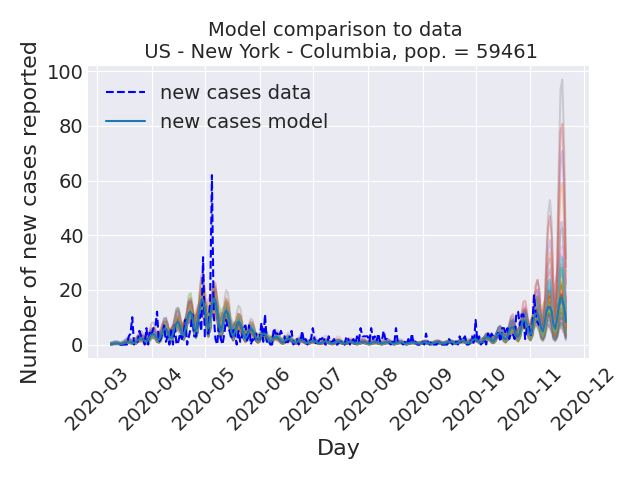 Model comparison to data
US - New York - Columbia, pop. = 59461
Number of new cases reported
100
80
60
40
20
0
new cases data
new cases model
2020-03
2020-04
2020-05
2020-06
2020-07
2020-08
2020-09
2020-10
2020-11
2020-12
Day